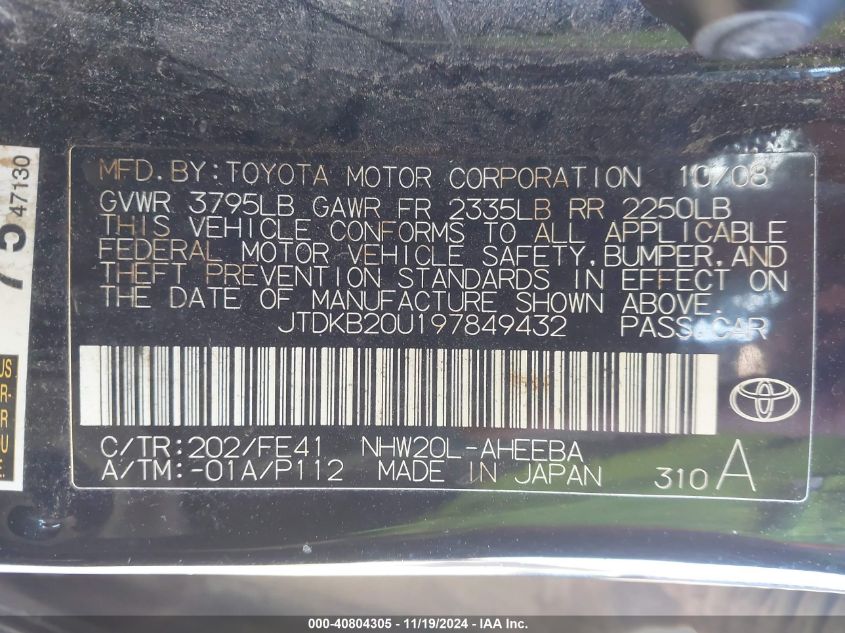 MFD. BY: TOYOTA MOTOR CORPORATION 10/08
GVWR 3795LB GAWR FR 2335LB RR 2250LB
THIS VEHICLE CONFORMS TO ALL APPLICABLE
FEDERAL MOTOR VEHICLE SAFETY, BUMPER, AND
THEFT PREVENTION STANDARDS IN EFFECT ON
THE DATE OF MANUFACTURE SHOWN ABOVE.
JTDKB20U197849432 PASS. CAR
C/TR:202/FE41 NHW20L-AHEEBA
A/TM:-01A/P112 MADE IN JAPAN 310 A
47130
5
US
R-
R
U
000-40804305 - 11/19/2024 - IAA Inc.